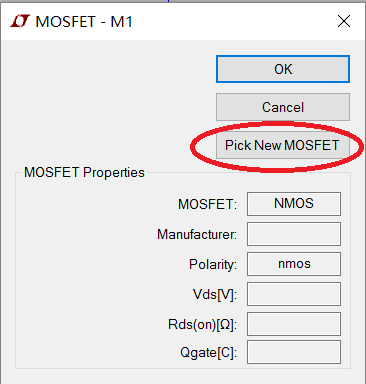 MOSFET - M1
OK
Cancel
Pick New MOSFET
MOSFET Properties
MOSFET: NMOS
Manufacturer:
Polarity: nmos
Vds[V]:
Rds(on)[Ω]:
Qgate[C]: